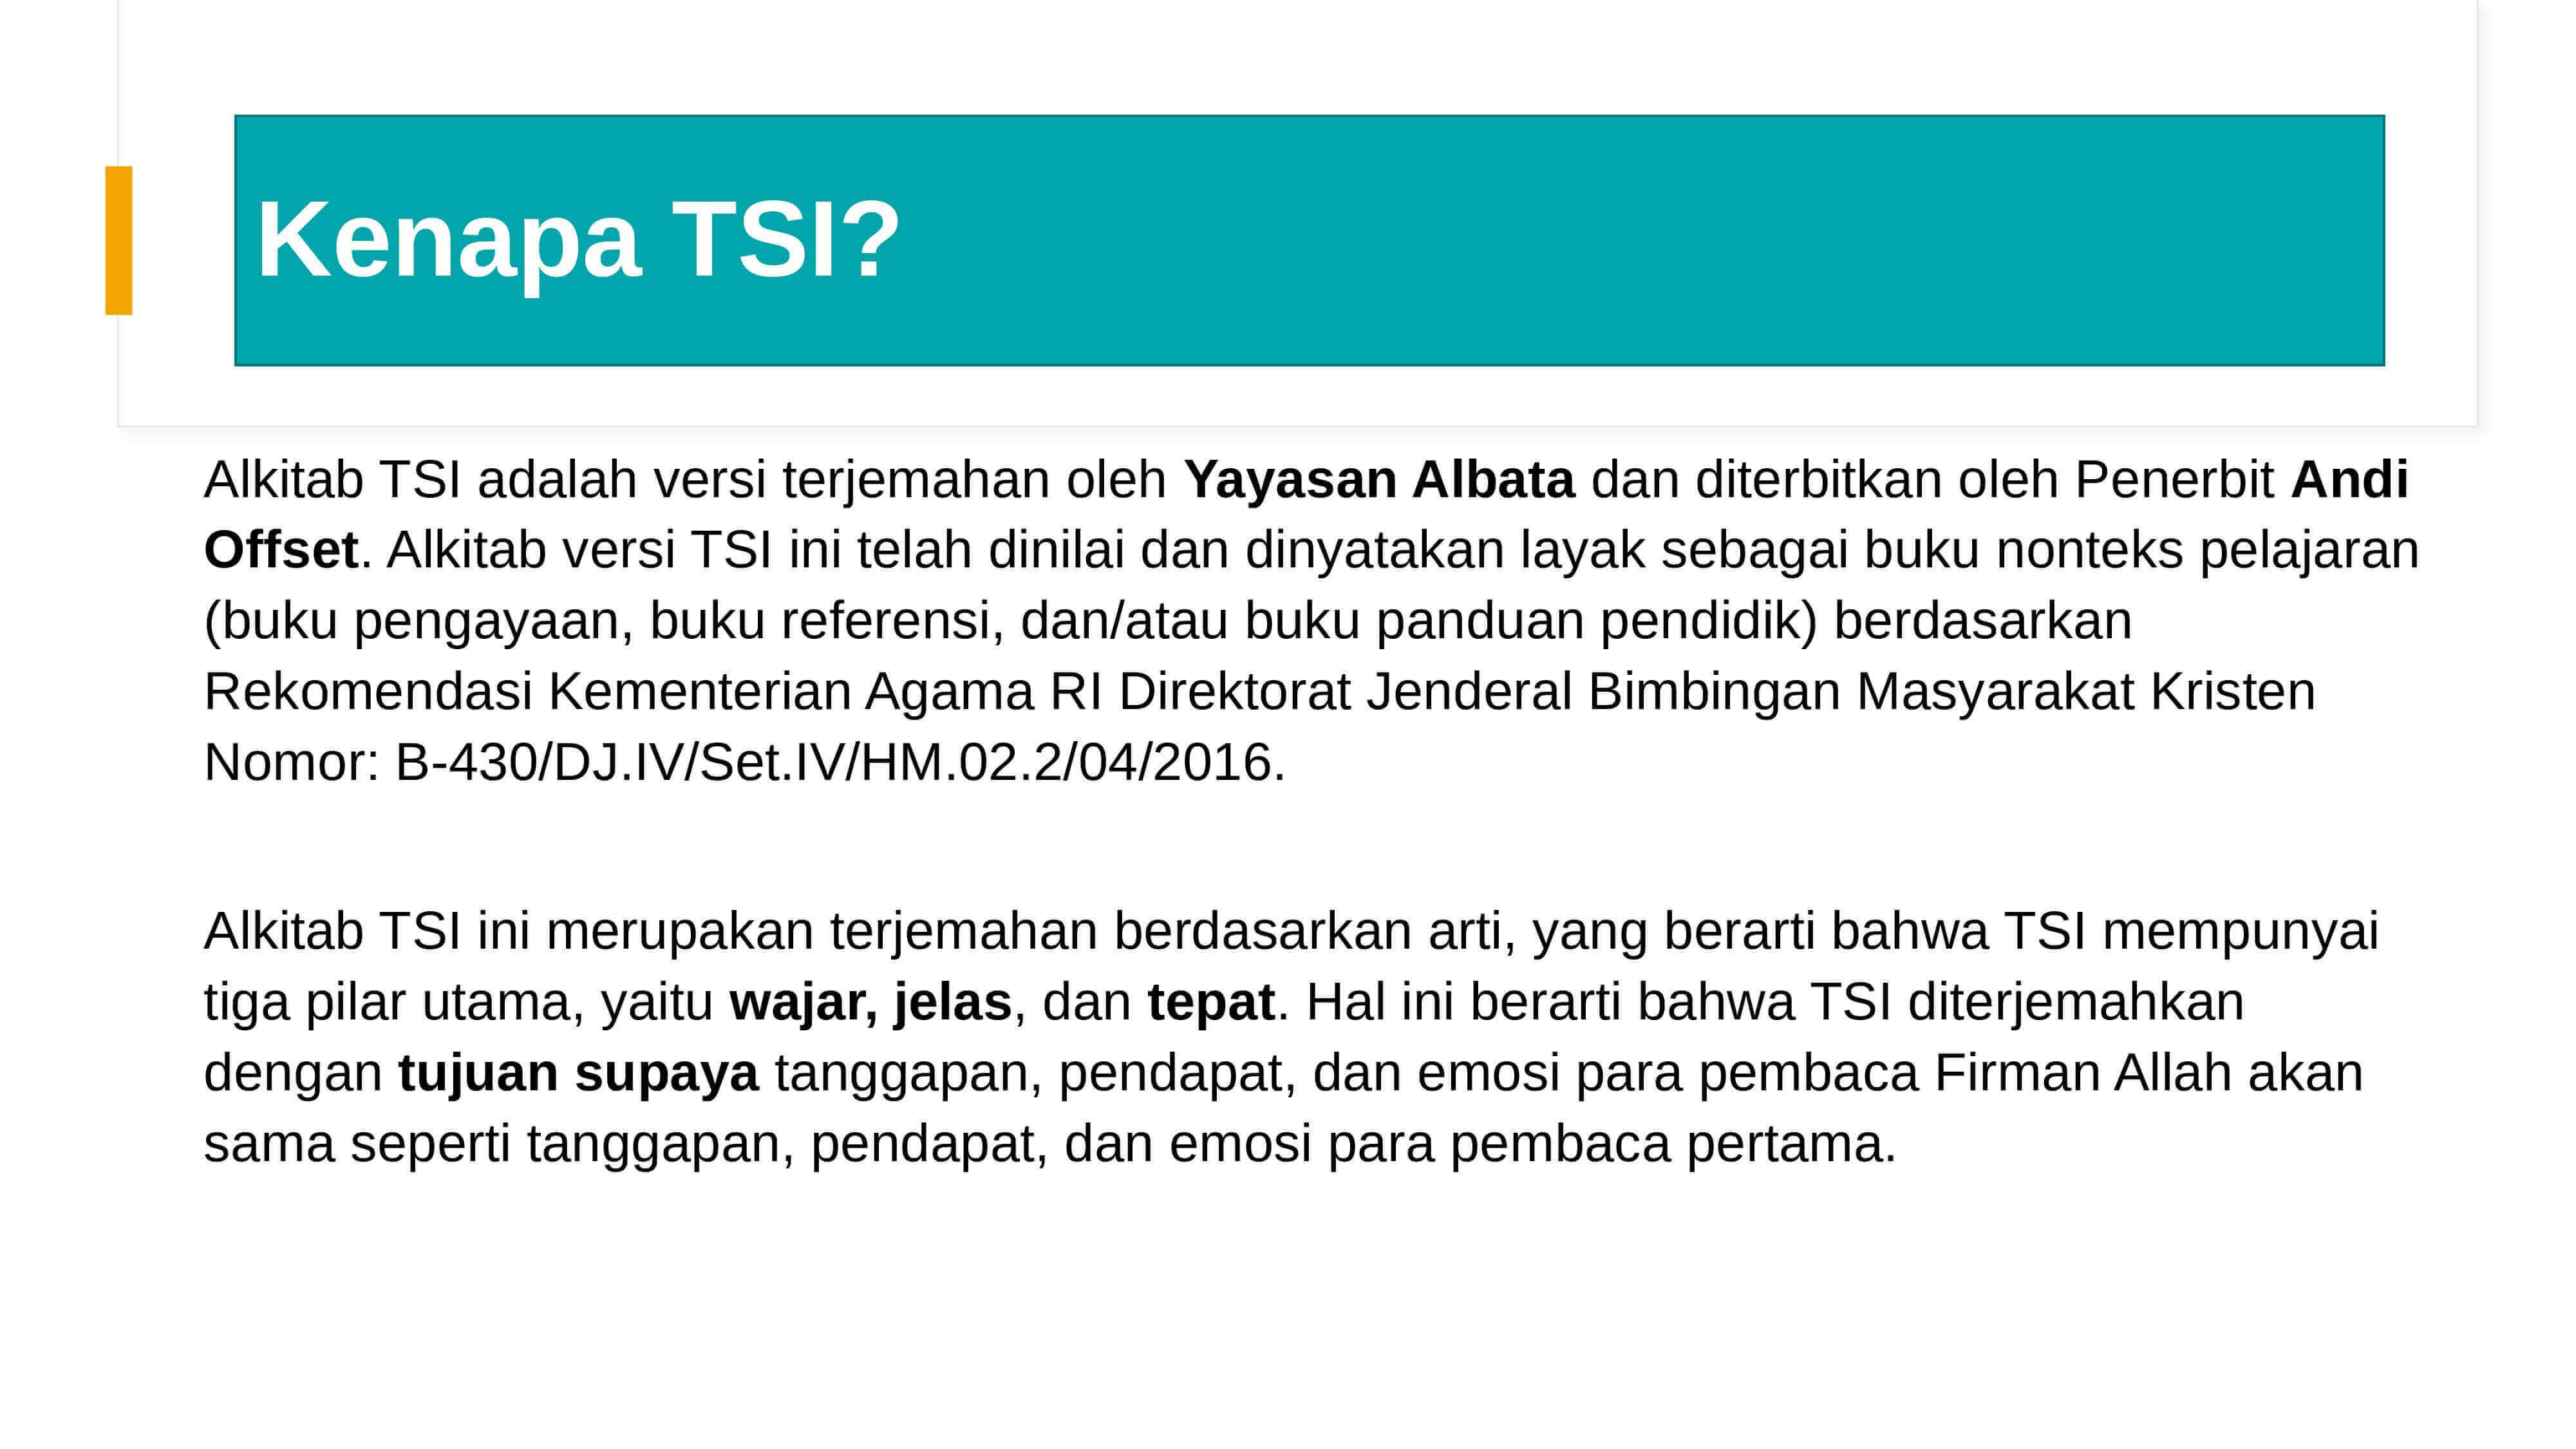 Kenapa TSI?
Alkitab TSI adalah versi terjemahan oleh Yayasan Albata dan diterbitkan oleh Penerbit Andi
Offset. Alkitab versi TSI ini telah dinilai dan dinyatakan layak sebagai buku nonteks pelajaran
(buku pengayaan, buku referensi, dan/atau buku panduan pendidik) berdasarkan
Rekomendasi Kementerian Agama RI Direktorat Jenderal Bimbingan Masyarakat Kristen
Nomor: B-430/DJ.IV/Set.IV/HM.02.2/04/2016.
Alkitab TSI ini merupakan terjemahan berdasarkan arti, yang berarti bahwa TSI mempunyai
tiga pilar utama, yaitu wajar, jelas, dan tepat. Hal ini berarti bahwa TSI diterjemahkan
dengan tujuan supaya tanggapan, pendapat, dan emosi para pembaca Firman Allah akan
sama seperti tanggapan, pendapat, dan emosi para pembaca pertama.